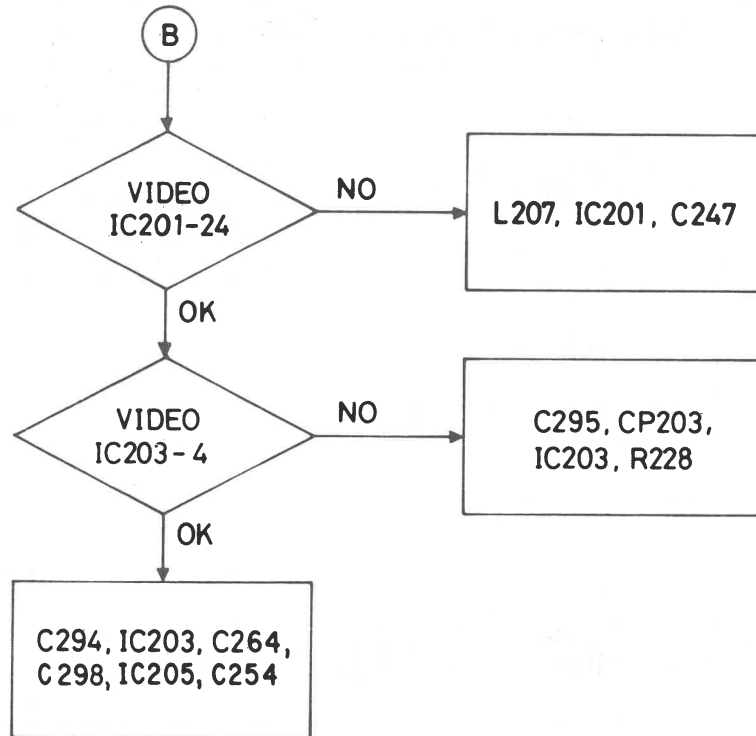 B
VIDEO
IC201-24
NO
L207, IC201, C247
OK
VIDEO
IC203-4
NO
C295, CP203,
IC203, R228
OK
C294, IC203, C264,
C298, IC205, C254